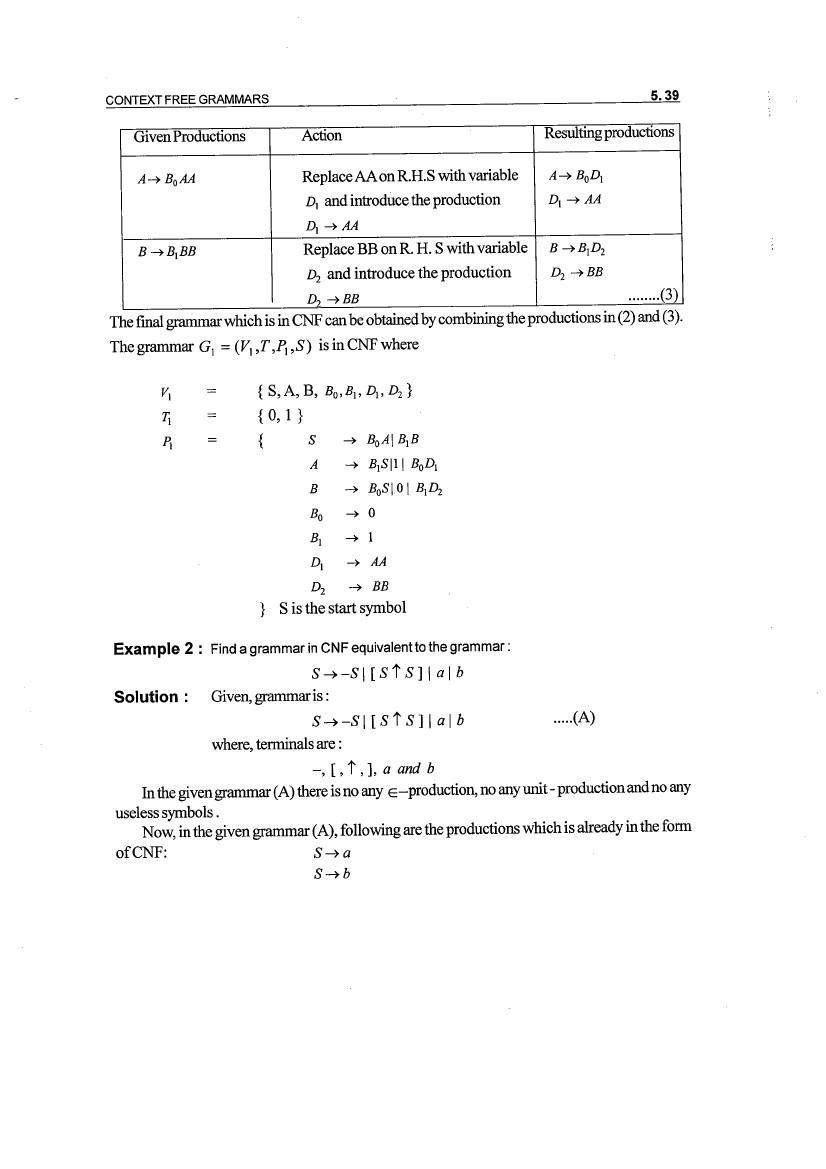 CONTEXT FREE GRAMMARS 5.39
Given Productions Action Resulting productions
A → B₀ AA Replace AA on R.H.S with variable A → B₀D₁
D₁ and introduce the production D₁ → AA
D₁ → AA
B → B₁BB Replace BB on R. H. S with variable B → B₁D₂
D₂ and introduce the production D₂ → BB
D₂ → BB ........(3)
The final grammar which is in CNF can be obtained by combining the productions in (2) and (3).
The grammar G₁ = (V₁ ,T ,P₁ ,S) is in CNF where
V₁ = { S, A, B, B₀, B₁, D₁, D₂ }
T₁ = { 0, 1 }
P₁ = { S → B₀A| B₁B
A → B₁S|1| B₀D₁
B → B₀S| 0 | B₁D₂
B₀ → 0
B₁ → 1
D₁ → AA
D₂ → BB
} S is the start symbol
Example 2 : Find a grammar in CNF equivalent to the grammar :
S → –S | [ S ↑ S ] | a | b
Solution : Given, grammar is :
S → –S | [ S ↑ S ] | a | b .....(A)
where, terminals are :
–, [ , ↑ , ], a and b
In the given grammar (A) there is no any ∈–production, no any unit - production and no any
useless symbols .
Now, in the given grammar (A), following are the productions which is already in the form
of CNF: S → a
S → b